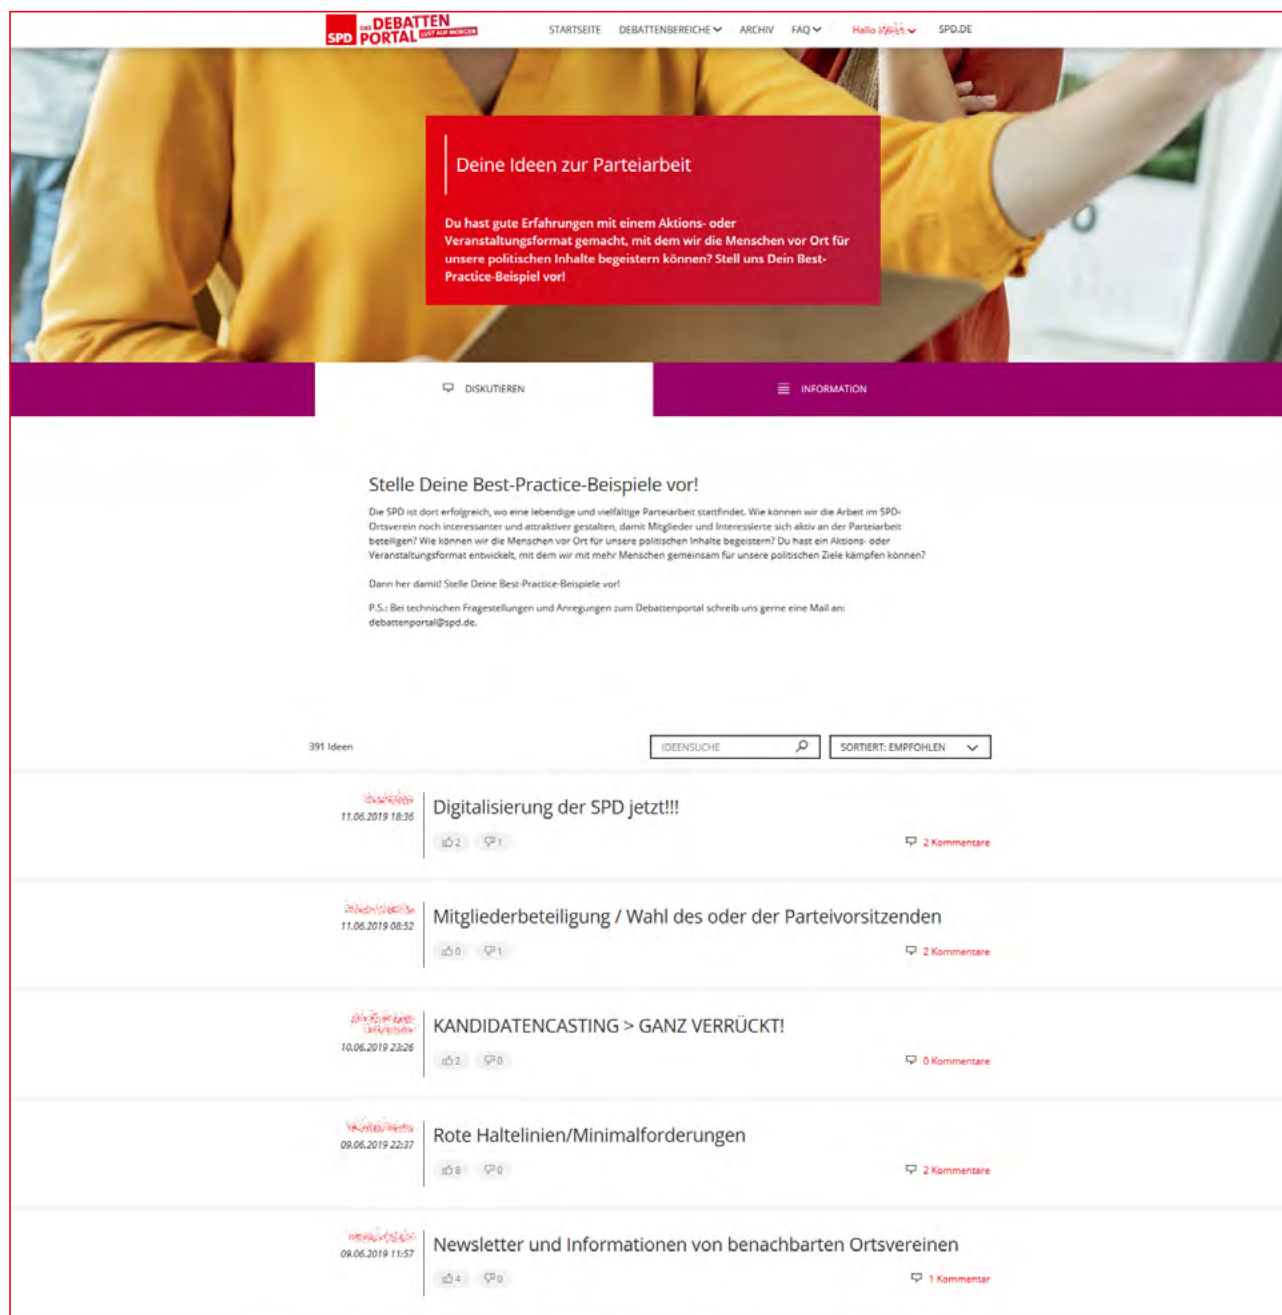 SPD DAS DEBATTEN
PORTAL LUST AUF MORGEN
STARTSEITE DEBATTENBEREICHE ARCHIV FAQ Hallo SPD.DE
Deine Ideen zur Parteiarbeit
Du hast gute Erfahrungen mit einem Aktions- oder
Veranstaltungsformat gemacht, mit dem wir die Menschen vor Ort für
unsere politischen Inhalte begeistern können? Stell uns Dein Best-
Practice-Beispiel vor!
DISKUTIEREN
INFORMATION
Stelle Deine Best-Practice-Beispiele vor!
Die SPD ist dort erfolgreich, wo eine lebendige und vielfältige Parteiarbeit stattfindet. Wie können wir die Arbeit im SPD-
Ortsverein noch interessanter und attraktiver gestalten, damit Mitglieder und Interessierte sich aktiv an der Parteiarbeit
beteiligen? Wie können wir die Menschen vor Ort für unsere politischen Inhalte begeistern? Du hast ein Aktions- oder
Veranstaltungsformat entwickelt, mit dem wir mit mehr Menschen gemeinsam für unsere politischen Ziele kämpfen können?
Dann her damit! Stelle Deine Best-Practice-Beispiele vor!
P.S.: Bei technischen Fragestellungen und Anregungen zum Debattenportal schreib uns gerne eine Mail an:
debattenportal@spd.de.
391 Ideen
IDEENSUCHE
SORTIERT: EMPFOHLEN
11.06.2019 18:36
Digitalisierung der SPD jetzt!!!
2 1
2 Kommentare
11.06.2019 08:52
Mitgliederbeteiligung / Wahl des oder der Parteivorsitzenden
0 1
2 Kommentare
10.06.2019 23:26
KANDIDATENCASTING > GANZ VERRÜCKT!
2 0
0 Kommentare
09.06.2019 22:37
Rote Haltelinien/Minimalforderungen
8 0
2 Kommentare
09.06.2019 11:57
Newsletter und Informationen von benachbarten Ortsvereinen
4 0
1 Kommentar